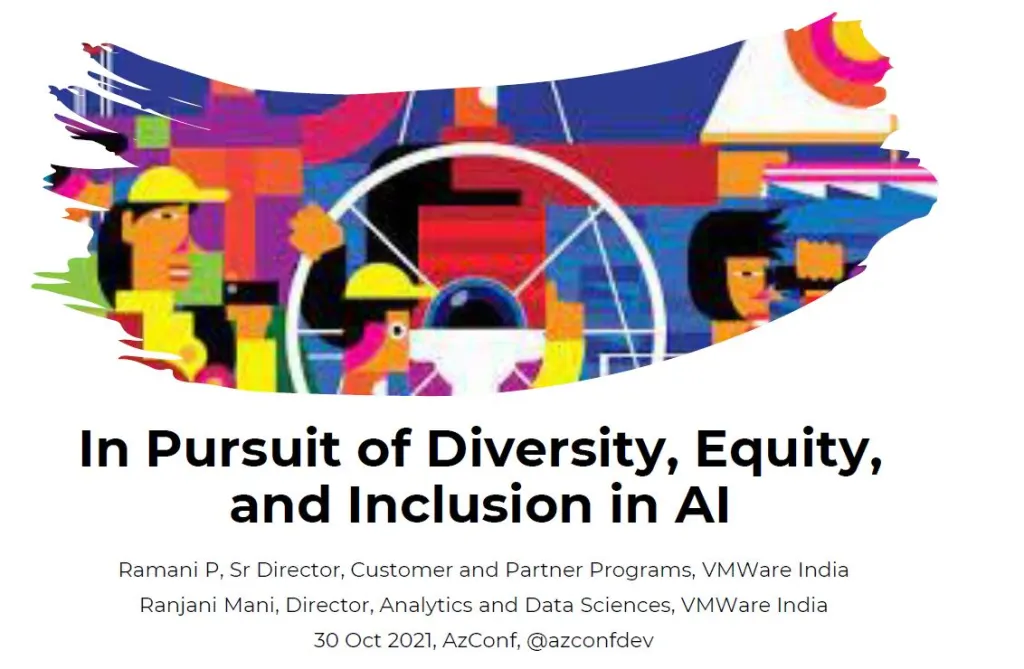 In Pursuit of Diversity, Equity,
and Inclusion in AI
Ramani P, Sr Director, Customer and Partner Programs, VMWare India
Ranjani Mani, Director, Analytics and Data Sciences, VMWare India
30 Oct 2021, AzConf, @azconfdev